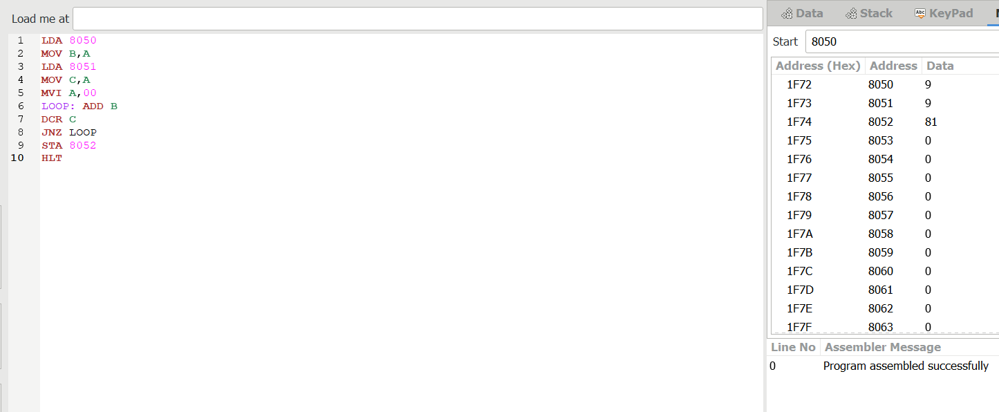 Load me at
1 LDA 8050
2 MOV B,A
3 LDA 8051
4 MOV C,A
5 MVI A,00
6 LOOP: ADD B
7 DCR C
8 JNZ LOOP
9 STA 8052
10 HLT
Data Stack Abc KeyPad
Start 8050
Address (Hex) Address Data
1F72 8050 9
1F73 8051 9
1F74 8052 81
1F75 8053 0
1F76 8054 0
1F77 8055 0
1F78 8056 0
1F79 8057 0
1F7A 8058 0
1F7B 8059 0
1F7C 8060 0
1F7D 8061 0
1F7E 8062 0
1F7F 8063 0
Line No Assembler Message
0 Program assembled successfully